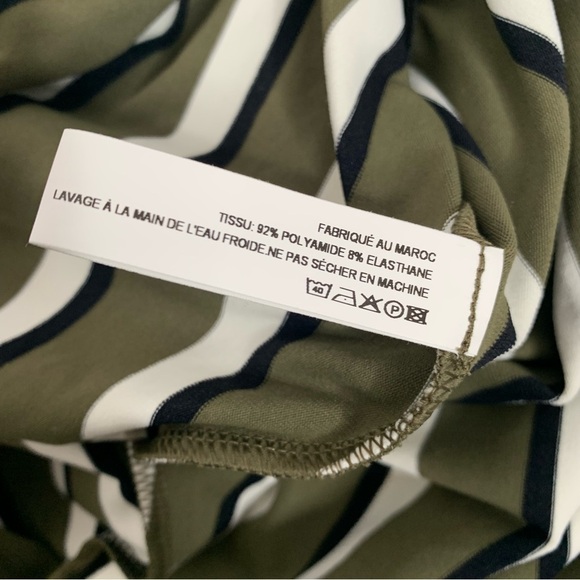 FABRIQUÉ AU MAROC
TISSU: 92% POLYAMIDE 8% ELASTHANE
LAVAGE À LA MAIN DE L'EAU FROIDE.NE PAS SÉCHER EN MACHINE
40 P